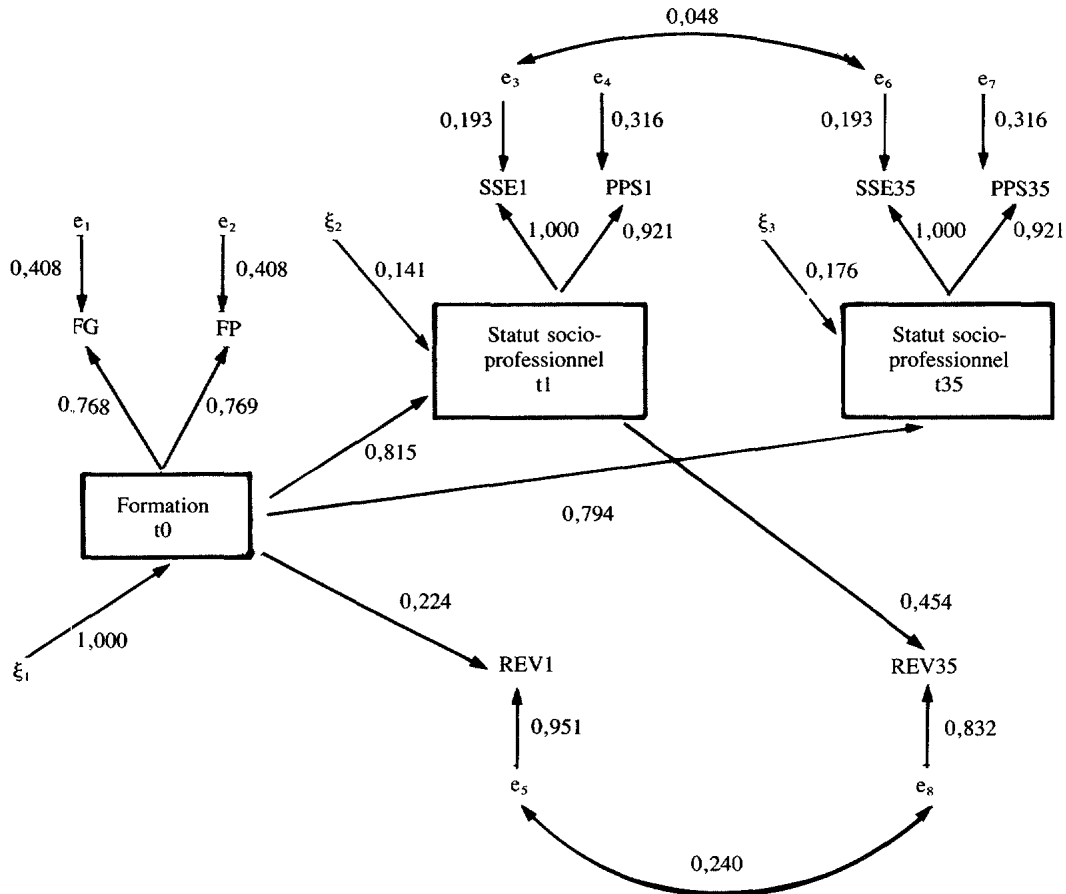 0,048
e₃
e₄
e₆
e₇
0,193
0,316
0,193
0,316
SSE1
PPS1
SSE35
PPS35
e₁
e₂
ξ₂
1,000
0,921
ξ₃
1,000
0,921
0,408
0,408
0,141
0,176
FG
FP
Statut socio-
professionnel
t1
Statut socio-
professionnel
t35
0,768
0,769
0,815
Formation
t0
0,794
0,224
0,454
1,000
ξ₁
REV1
REV35
0,951
0,832
e₅
e₈
0,240